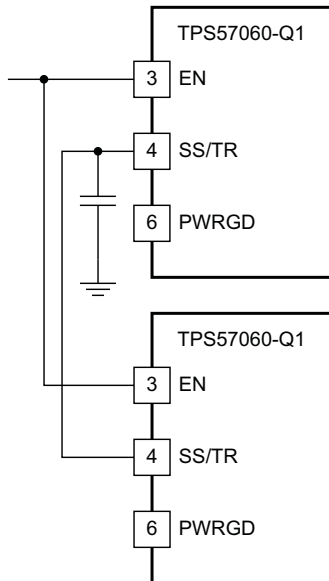 TPS57060-Q1
3 EN
4 SS/TR
6 PWRGD
TPS57060-Q1
3 EN
4 SS/TR
6 PWRGD